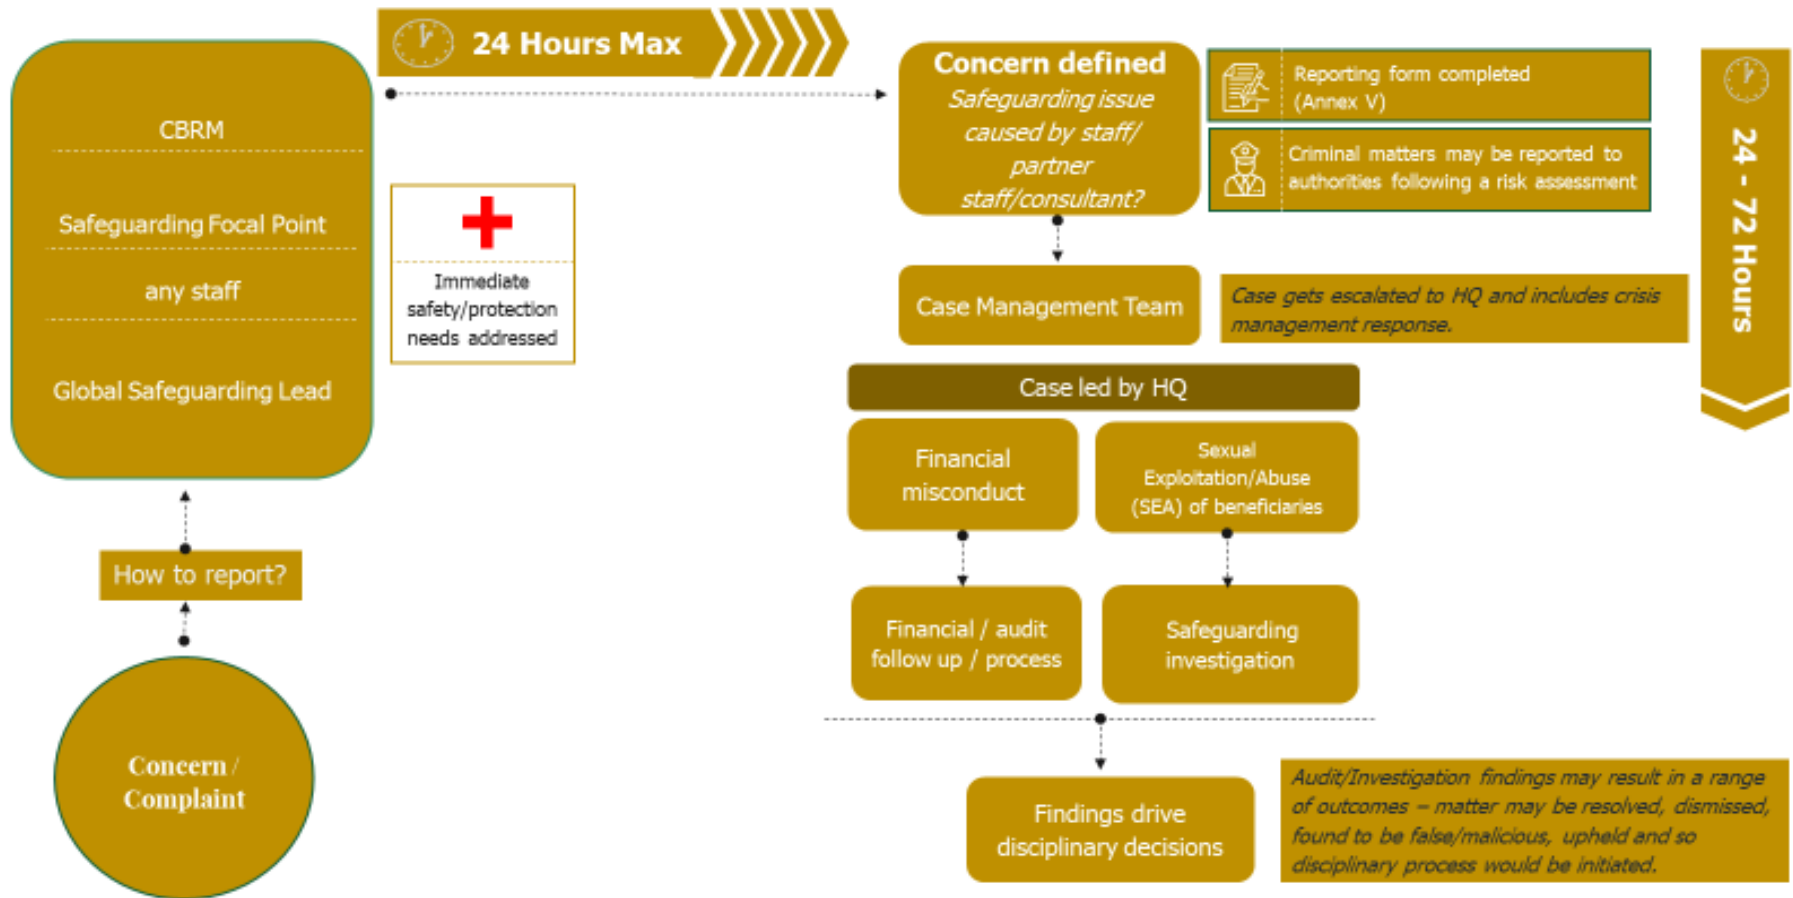 24 Hours Max
CBRM
Safeguarding Focal Point
any staff
Global Safeguarding Lead
How to report?
Concern /
Complaint
Immediate
safety/protection
needs addressed
Concern defined
Safeguarding issue
caused by staff/
partner
staff/consultant?
Reporting form completed
(Annex V)
Criminal matters may be reported to
authorities following a risk assessment
24 - 72 Hours
Case Management Team
Case gets escalated to HQ and includes crisis
management response.
Case led by HQ
Financial
misconduct
Sexual
Exploitation/Abuse
(SEA) of beneficiaries
Financial / audit
follow up / process
Safeguarding
investigation
Findings drive
disciplinary decisions
Audit/Investigation findings may result in a range
of outcomes – matter may be resolved, dismissed,
found to be false/malicious, upheld and so
disciplinary process would be initiated.